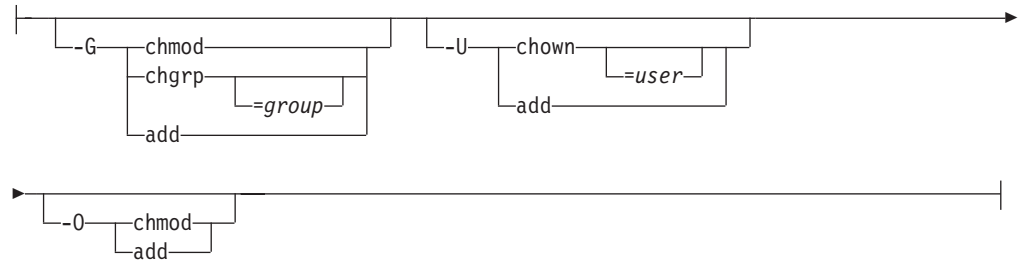 -G chmod -U chown
chgrp =user
=group add
add
-O chmod
add